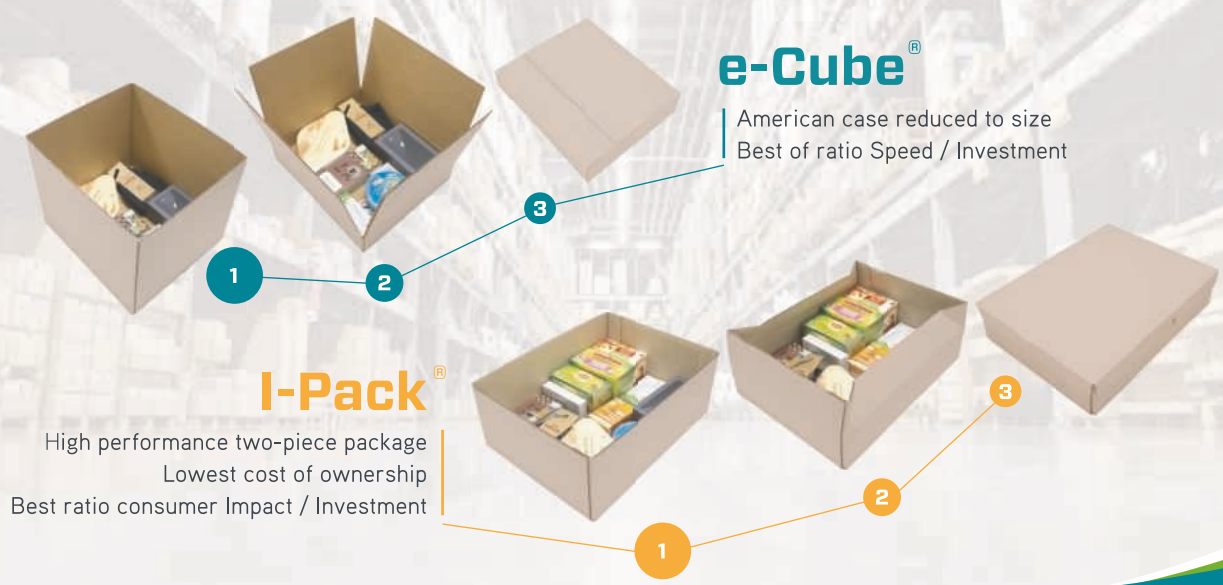 e-Cube®
American case reduced to size
Best of ratio Speed / Investment
1
2
3
I-Pack®
High performance two-piece package
Lowest cost of ownership
Best ratio consumer Impact / Investment
1
2
3